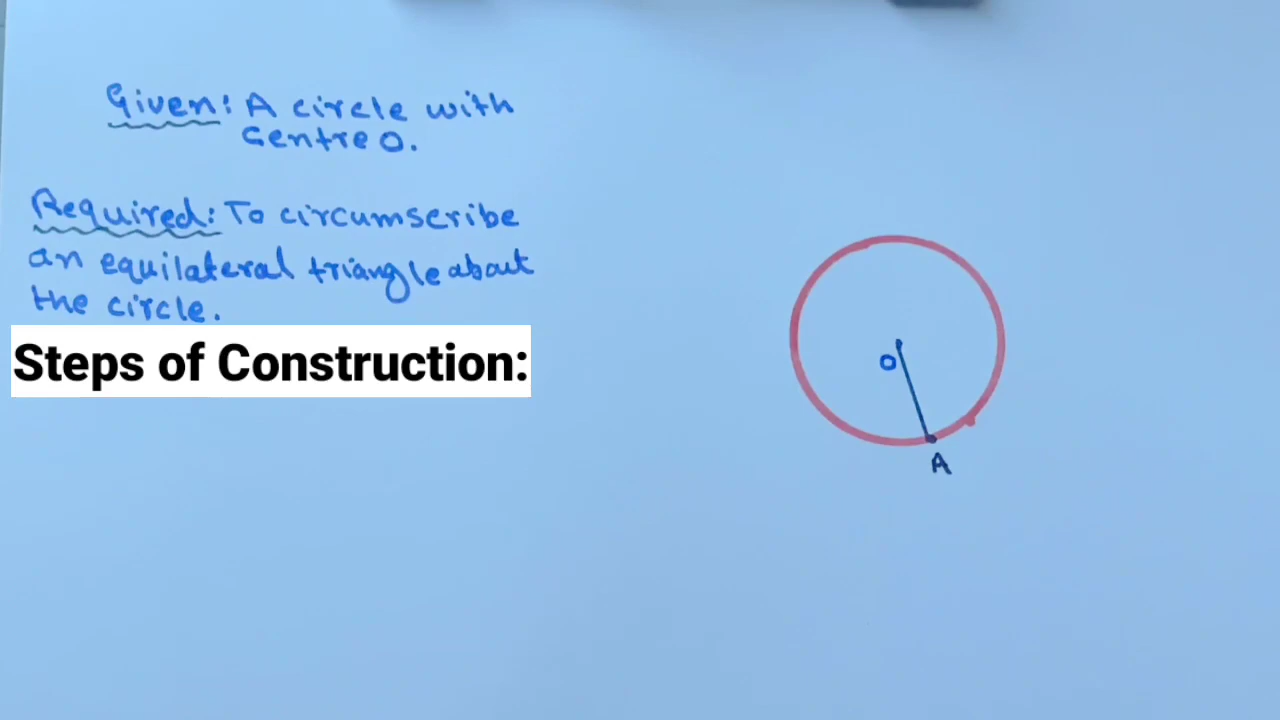 Given: A circle with
Centre O.
Required: To circumscribe
an equilateral triangle about
the circle.
Steps of Construction:
O
A